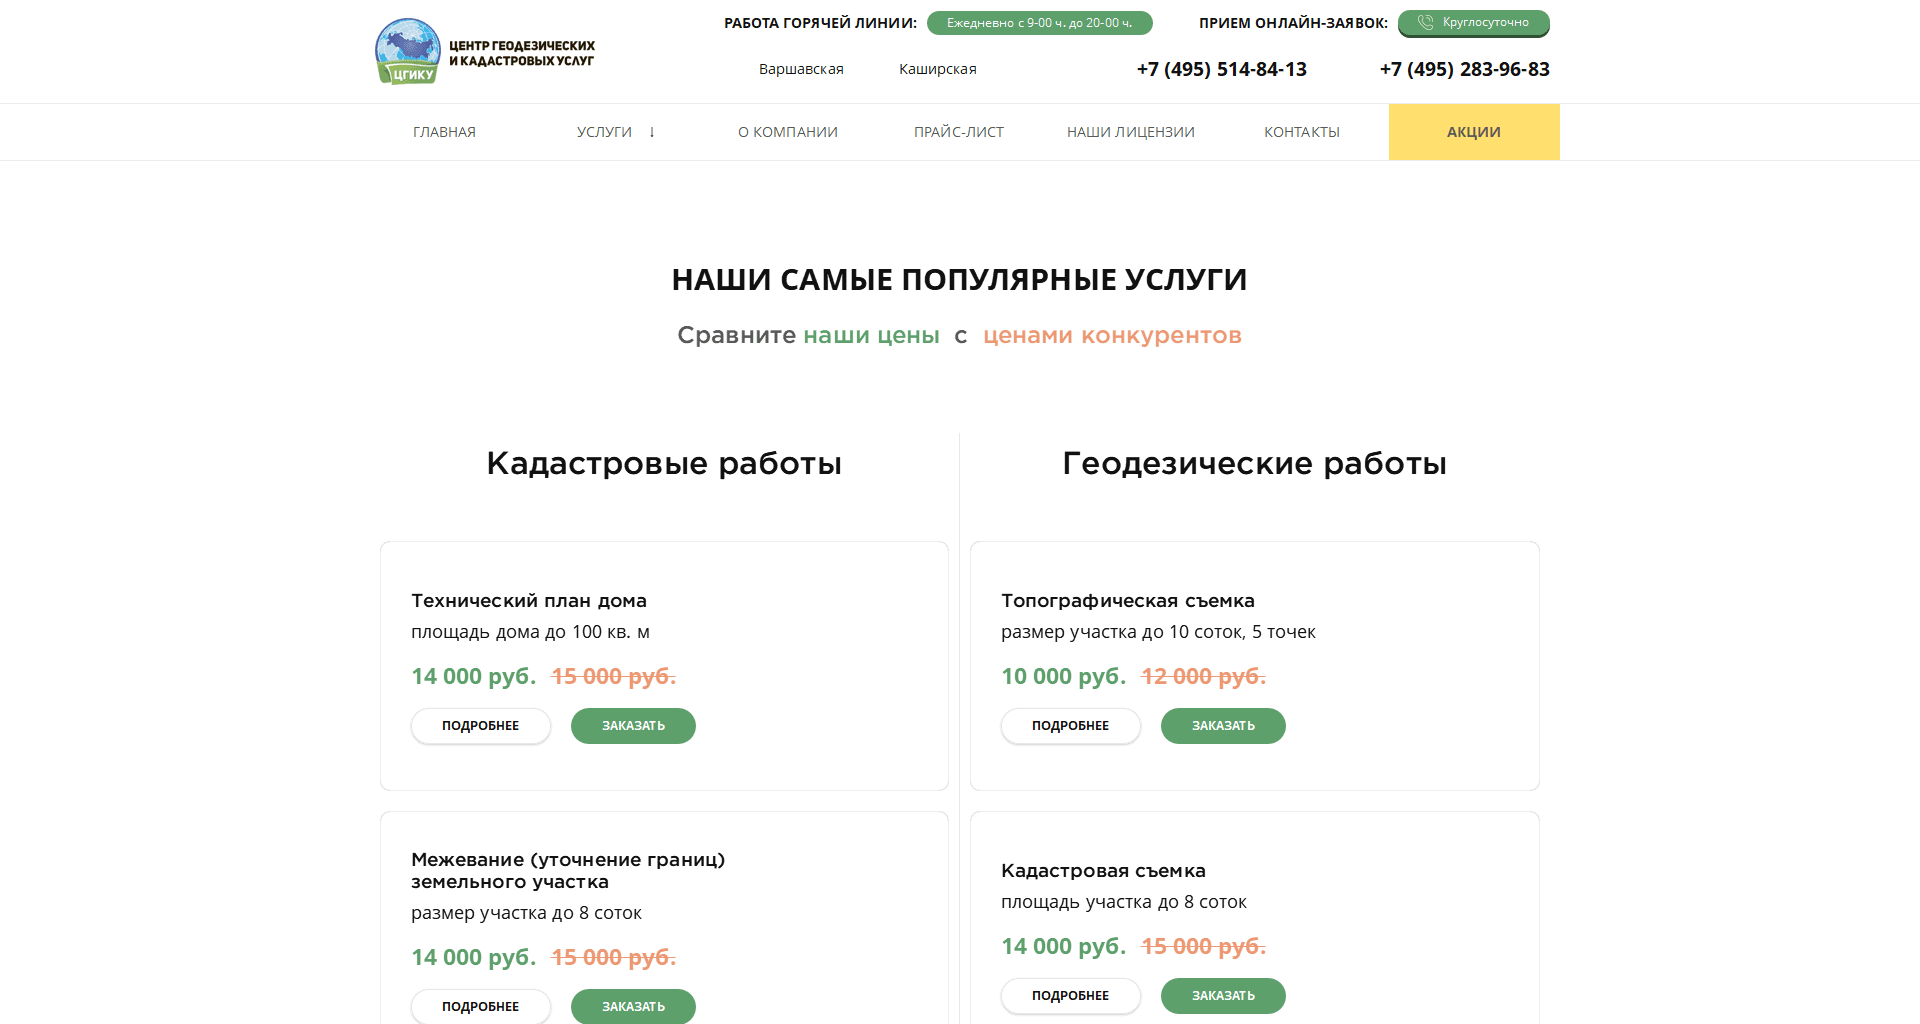 РАБОТА ГОРЯЧЕЙ ЛИНИИ: Ежедневно с 9-00 ч. до 20-00 ч. ПРИЕМ ОНЛАЙН-ЗАЯВОК: Круглосуточно
ЦГИКУ
ЦЕНТР ГЕОДЕЗИЧЕСКИХ
И КАДАСТРОВЫХ УСЛУГ
Варшавская Каширская +7 (495) 514-84-13 +7 (495) 283-96-83
ГЛАВНАЯ УСЛУГИ ↓ О КОМПАНИИ ПРАЙС-ЛИСТ НАШИ ЛИЦЕНЗИИ КОНТАКТЫ АКЦИИ
НАШИ САМЫЕ ПОПУЛЯРНЫЕ УСЛУГИ
Сравните наши цены с ценами конкурентов
Кадастровые работы
Технический план дома
площадь дома до 100 кв. м
14 000 руб. 15 000 руб.
ПОДРОБНЕЕ ЗАКАЗАТЬ
Межевание (уточнение границ)
земельного участка
размер участка до 8 соток
14 000 руб. 15 000 руб.
ПОДРОБНЕЕ ЗАКАЗАТЬ
Геодезические работы
Топографическая съемка
размер участка до 10 соток, 5 точек
10 000 руб. 12 000 руб.
ПОДРОБНЕЕ ЗАКАЗАТЬ
Кадастровая съемка
площадь участка до 8 соток
14 000 руб. 15 000 руб.
ПОДРОБНЕЕ ЗАКАЗАТЬ